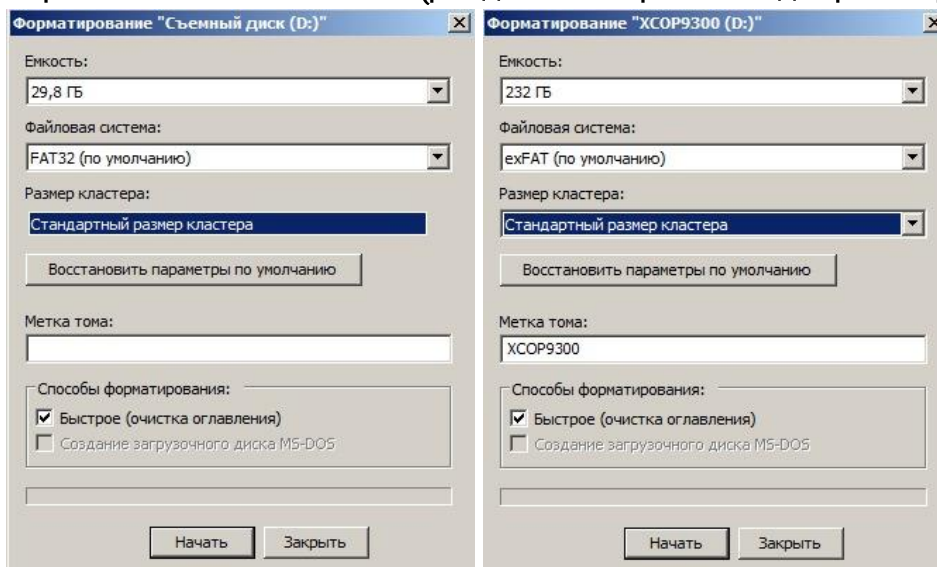 Форматирование "Съемный диск (D:)"
Емкость:
29,8 ГБ
Файловая система:
FAT32 (по умолчанию)
Размер кластера:
Стандартный размер кластера
Восстановить параметры по умолчанию
Метка тома:
Способы форматирования:
Быстрое (очистка оглавления)
Создание загрузочного диска MS-DOS
Начать
Закрыть
Форматирование "XCOP9300 (D:)"
Емкость:
232 ГБ
Файловая система:
exFAT (по умолчанию)
Размер кластера:
Стандартный размер кластера
Восстановить параметры по умолчанию
Метка тома:
XCOP9300
Способы форматирования:
Быстрое (очистка оглавления)
Создание загрузочного диска MS-DOS
Начать
Закрыть